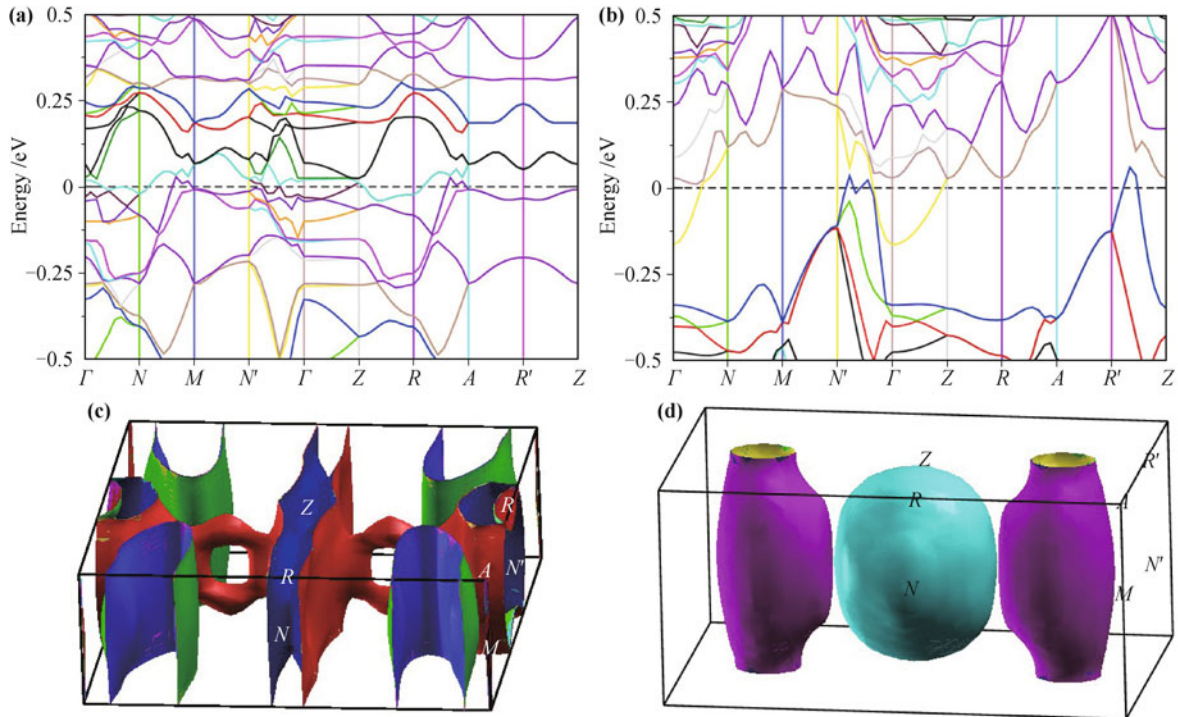 (a)
0.5
0.25
0
−0.25
−0.5
Energy /eV
Γ N M N′ Γ Z R A R′ Z
(b)
0.5
0.25
0
−0.25
−0.5
Energy /eV
Γ N M N′ Γ Z R A R′ Z
(c)
Z
R
R
A
N′
N
M
(d)
Z
R′
R
A
N′
N
M